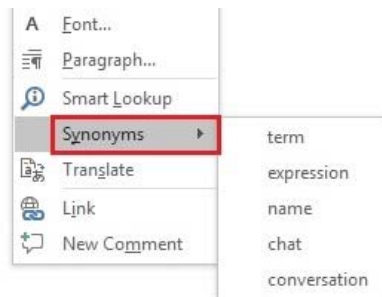 Font...
Paragraph...
Smart Lookup
Synonyms
Translate
Link
New Comment
term
expression
name
chat
conversation